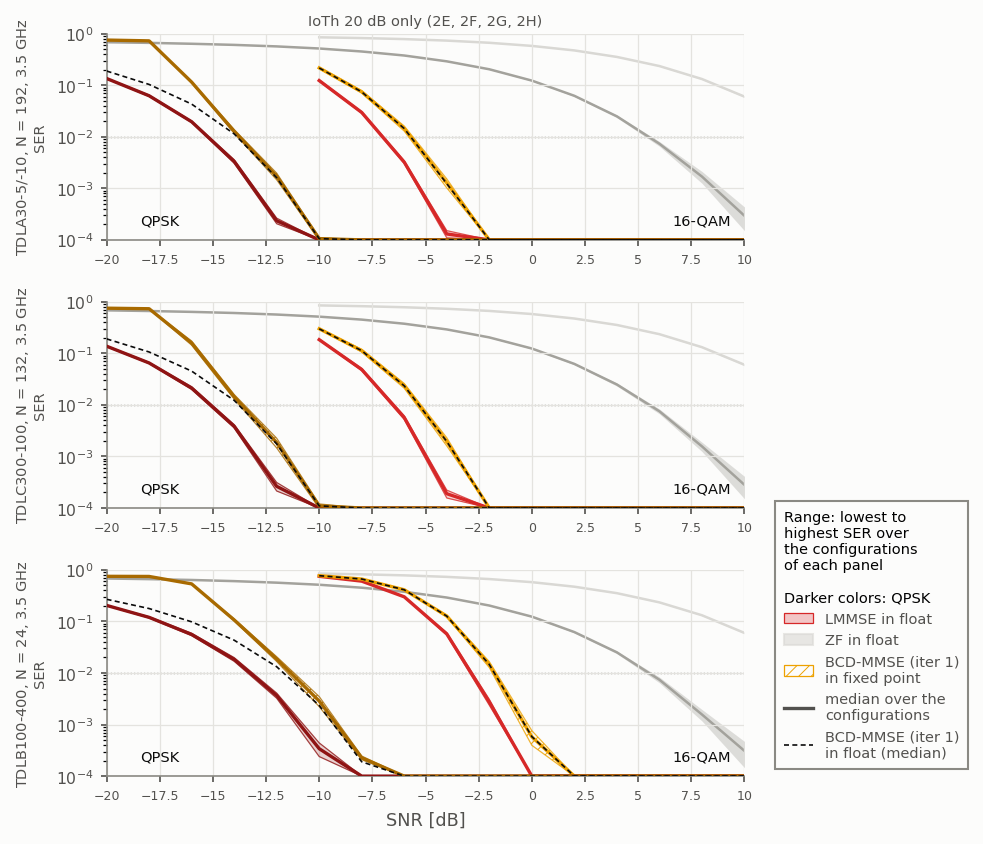 IoTh 20 dB only (2E, 2F, 2G, 2H)
TDLA30-5/-10, N = 192, 3.5 GHz
SER
10⁰
10⁻¹
10⁻²
10⁻³
10⁻⁴
QPSK
16-QAM
−20 −17.5 −15 −12.5 −10 −7.5 −5 −2.5 0 2.5 5 7.5 10
TDLC300-100, N = 132, 3.5 GHz
SER
10⁰
10⁻¹
10⁻²
10⁻³
10⁻⁴
QPSK
16-QAM
−20 −17.5 −15 −12.5 −10 −7.5 −5 −2.5 0 2.5 5 7.5 10
TDLB100-400, N = 24, 3.5 GHz
SER
10⁰
10⁻¹
10⁻²
10⁻³
10⁻⁴
QPSK
16-QAM
−20 −17.5 −15 −12.5 −10 −7.5 −5 −2.5 0 2.5 5 7.5 10
SNR [dB]
Range: lowest to
highest SER over
the configurations
of each panel
Darker colors: QPSK
LMMSE in float
ZF in float
BCD-MMSE (iter 1)
in fixed point
median over the
configurations
BCD-MMSE (iter 1)
in float (median)